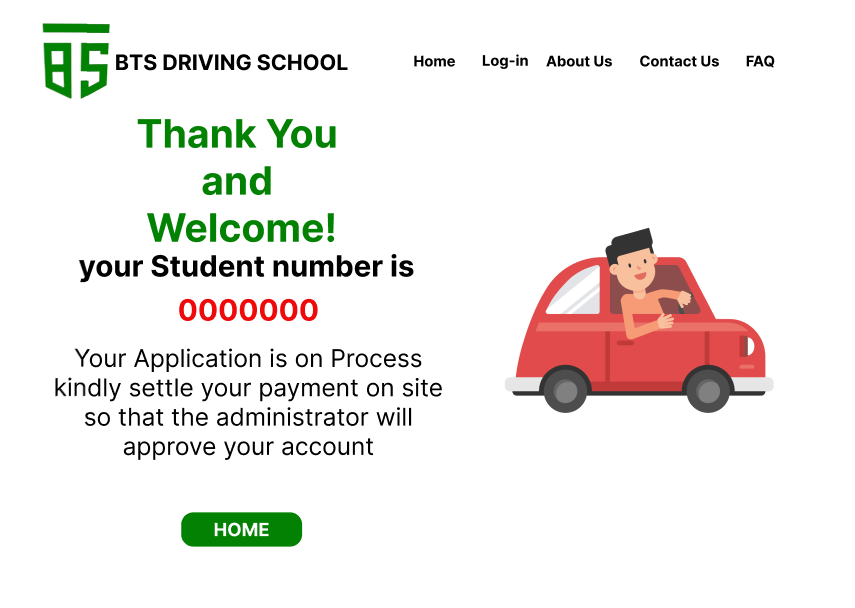 BTS DRIVING SCHOOL
Home Log-in About Us Contact Us FAQ
Thank You
and
Welcome!
your Student number is
0000000
Your Application is on Process
kindly settle your payment on site
so that the administrator will
approve your account
HOME